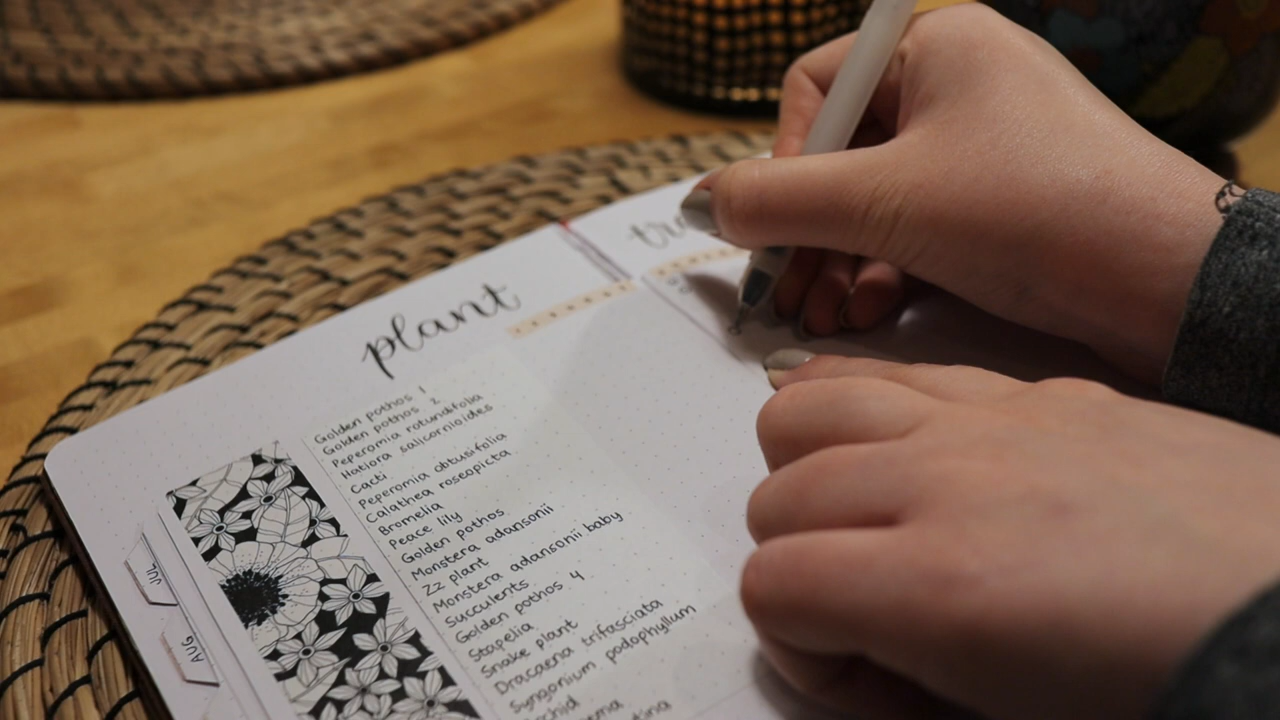 plant
Golden pothos 1
Golden pothos 2
Peperomia rotundifolia
Hatiora salicornioides
Cacti
Peperomia obtusifolia
Calathea roseopicta
Bromelia
Peace lily
Golden pothos
Monstera adansonii
Zz plant
Monstera adansonii baby
Succulents
Golden pothos 4
Stapelia
Snake plant
Dracaena trifasciata
Syngonium podophyllum
JUL
AUG